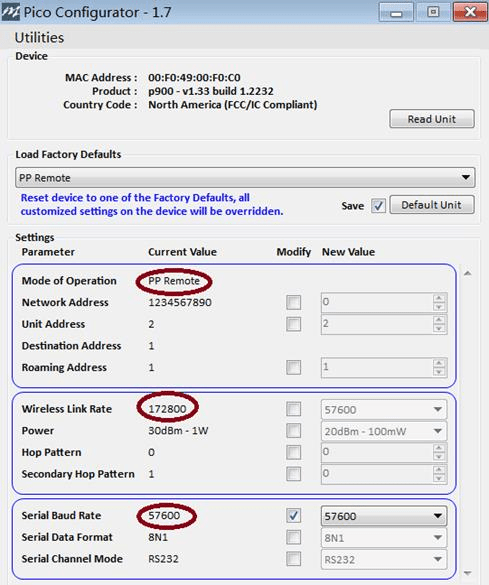 Pico Configurator - 1.7
Utilities
Device
MAC Address : 00:F0:49:00:F0:C0
Product : p900 - v1.33 build 1.2232
Country Code : North America (FCC/IC Compliant)
Read Unit
Load Factory Defaults
PP Remote
Reset device to one of the Factory Defaults, all
customized settings on the device will be overridden.
Save
Default Unit
Settings
Parameter Current Value Modify New Value
Mode of Operation PP Remote
Network Address 1234567890 0
Unit Address 2 2
Destination Address 1
Roaming Address 1 1
Wireless Link Rate 172800 57600
Power 30dBm - 1W 20dBm - 100mW
Hop Pattern 0 0
Secondary Hop Pattern 1 0
Serial Baud Rate 57600 57600
Serial Data Format 8N1 8N1
Serial Channel Mode RS232 RS232